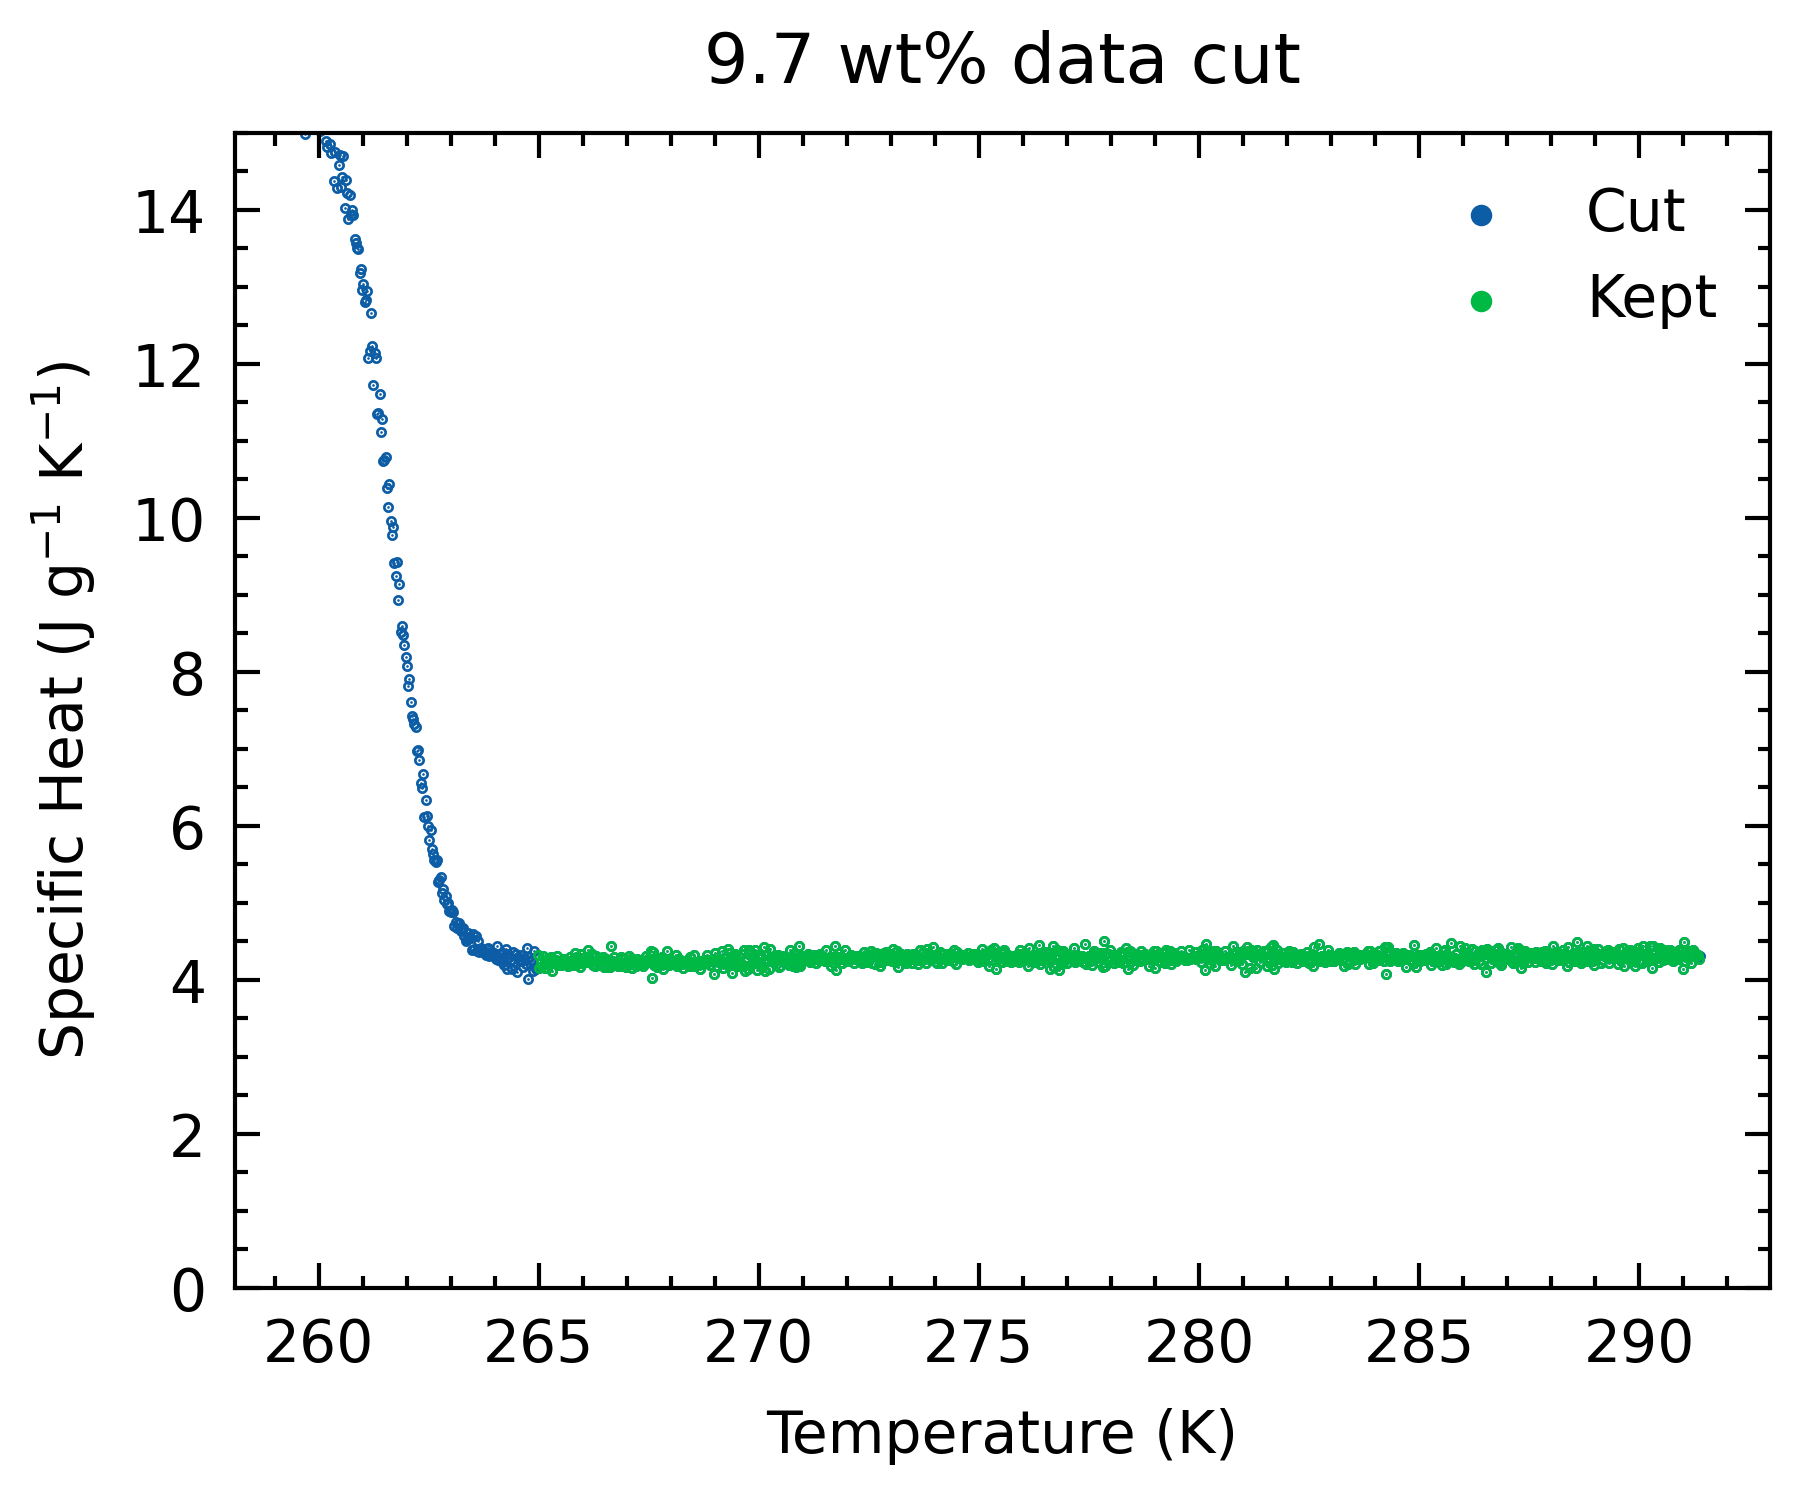 9.7 wt% data cut
Cut
Kept
14
12
10
8
6
4
2
0
Specific Heat (J g⁻¹ K⁻¹)
260 265 270 275 280 285 290
Temperature (K)